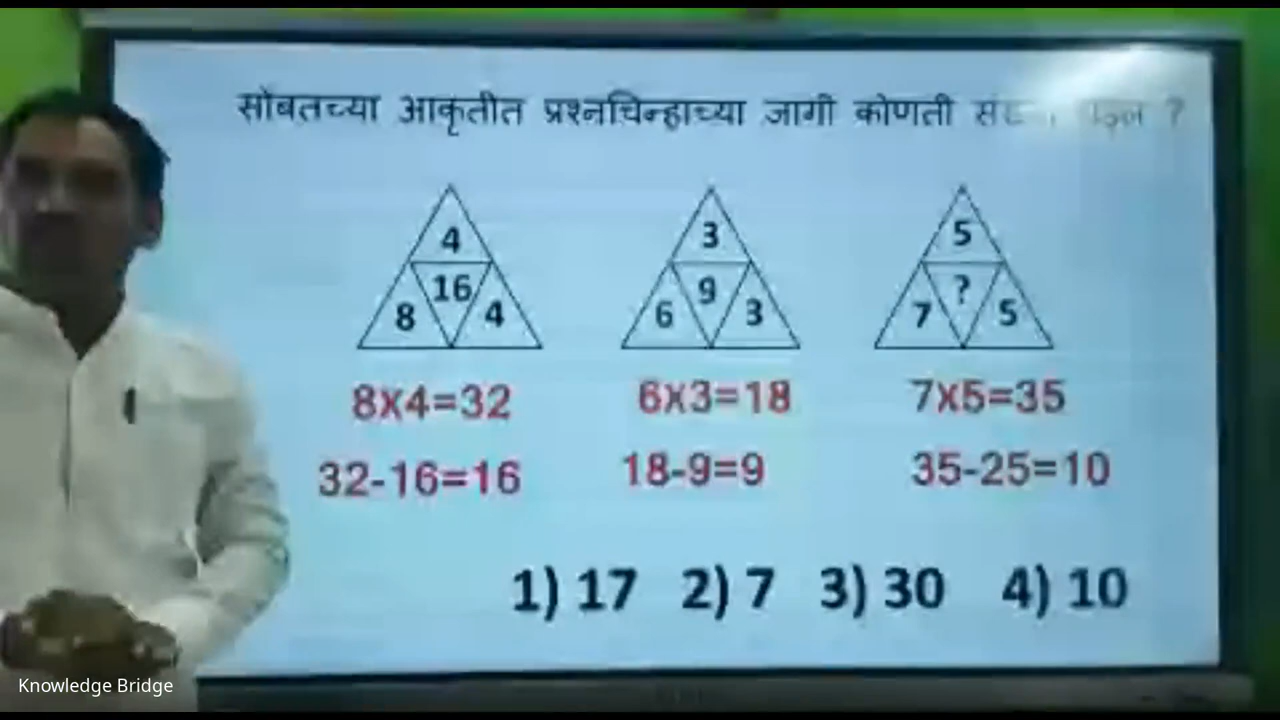 सोबतच्या आकृतीत प्रश्नचिन्हाच्या जागी कोणती ?
4
8 16 4
3
6 9 3
5
7 ? 5
8x4=32 6x3=18 7x5=35
32-16=16 18-9=9 35-25=10
1) 17 2) 7 3) 30 4) 10
Knowledge Bridge